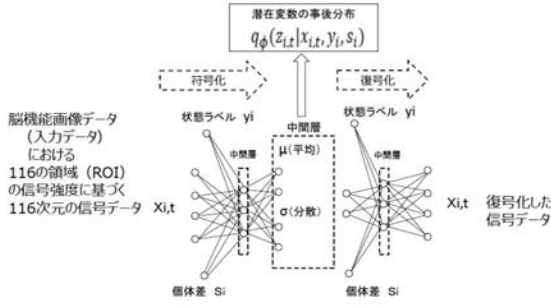 潜在変数の事後分布
qϕ(zi,t|xi,t, yi, si)
符号化
復号化
状態ラベル yi
状態ラベル yi
脳機能画像データ
(入力データ)
における
116の領域(ROI)
の信号強度に基づく
116次元の信号データ
Xi,t
中間層
中間層
μ(平均)
σ(分散)
中間層
Xi,t
復号化した
信号データ
個体差 Si
個体差 Si